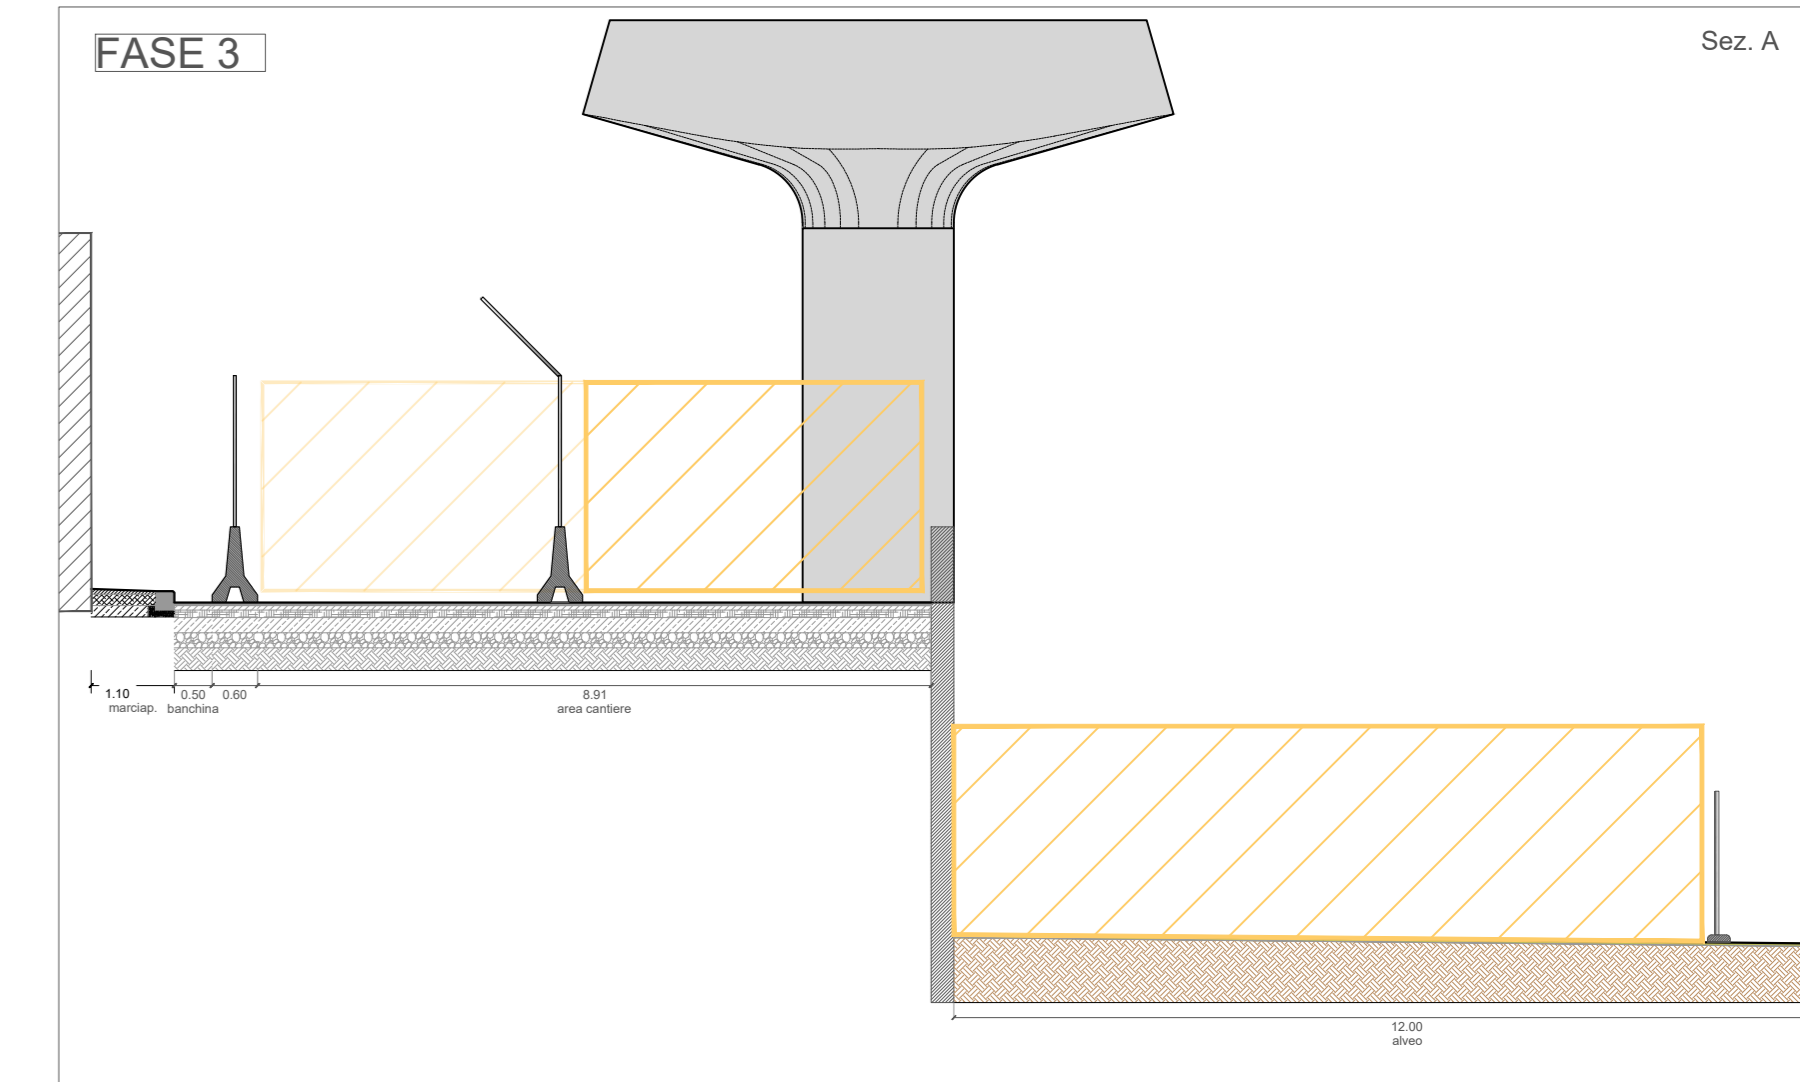 FASE 3
Sez. A
1.10
marciap.
0.50
banchina
0.60
8.91
area cantiere
12.00
alveo